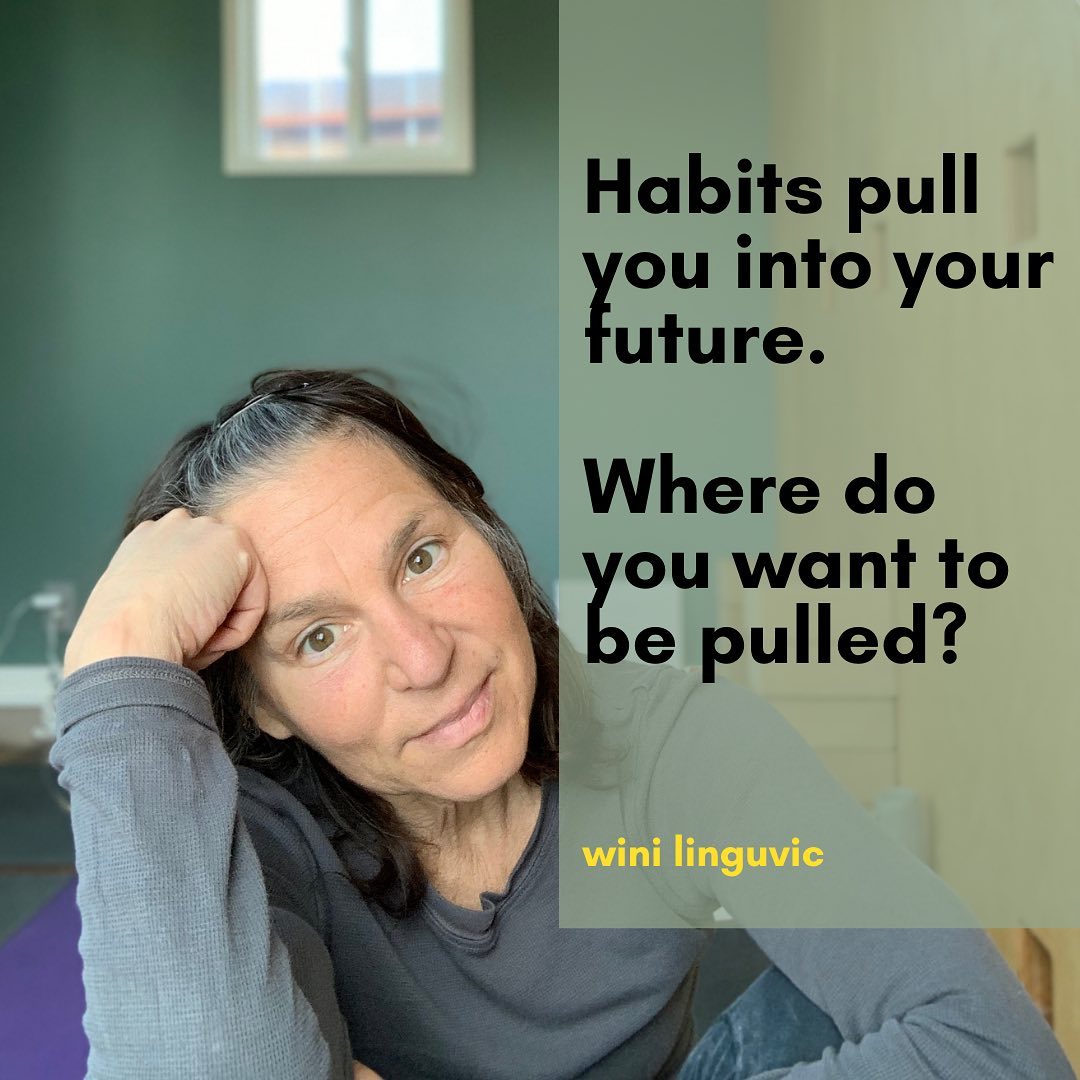 Habits pull
you into your
future.
Where do
you want to
be pulled?
wini linguvic